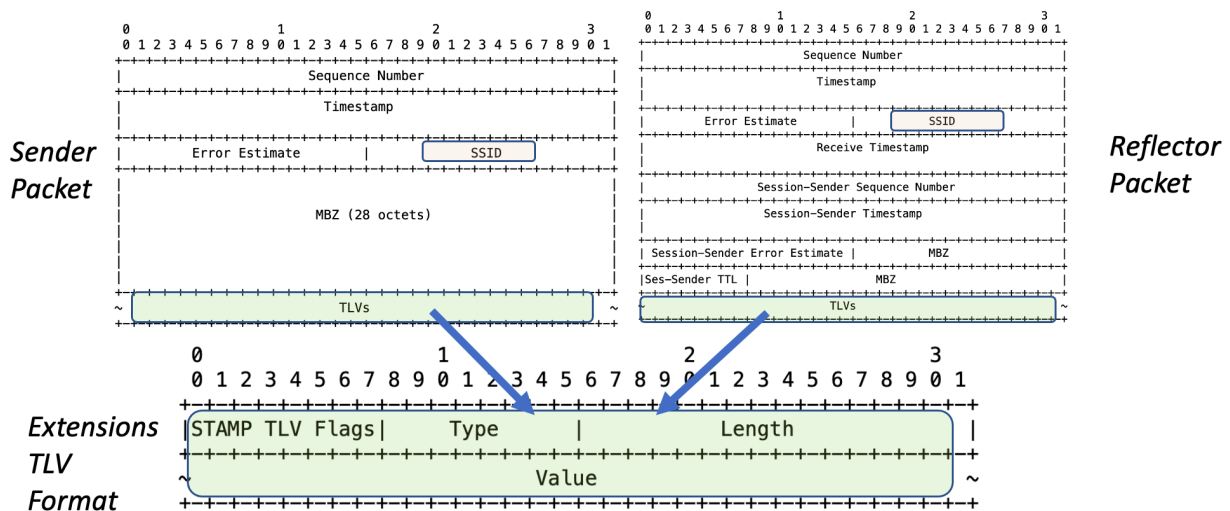 0                   1                   2                   3
0 1 2 3 4 5 6 7 8 9 0 1 2 3 4 5 6 7 8 9 0 1 2 3 4 5 6 7 8 9 0 1
+-+-+-+-+-+-+-+-+-+-+-+-+-+-+-+-+-+-+-+-+-+-+-+-+-+-+-+-+-+-+-+-+
| Sequence Number |
| Timestamp |
Sender
Packet
| Error Estimate | SSID |
| MBZ (28 octets) |
~ TLVs ~
0                   1                   2                   3
0 1 2 3 4 5 6 7 8 9 0 1 2 3 4 5 6 7 8 9 0 1 2 3 4 5 6 7 8 9 0 1
| Sequence Number |
| Timestamp |
| Error Estimate | SSID |
| Receive Timestamp |
| Session-Sender Sequence Number |
| Session-Sender Timestamp |
| Session-Sender Error Estimate | MBZ |
|Ses-Sender TTL | MBZ |
~ TLVs ~
Reflector
Packet
0                   1                   2                   3
0 1 2 3 4 5 6 7 8 9 0 1 2 3 4 5 6 7 8 9 0 1 2 3 4 5 6 7 8 9 0 1
Extensions
TLV
Format
|STAMP TLV Flags| Type | Length |
~ Value ~